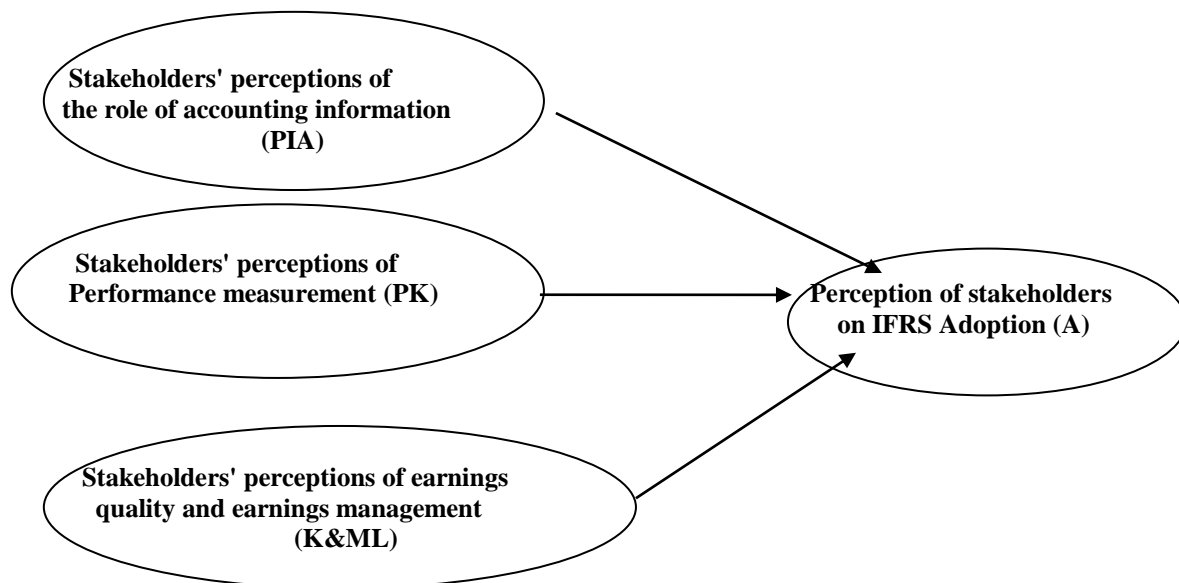 Stakeholders' perceptions of
the role of accounting information
(PIA)
Stakeholders' perceptions of
Performance measurement (PK)
Perception of stakeholders
on IFRS Adoption (A)
Stakeholders' perceptions of earnings
quality and earnings management
(K&ML)